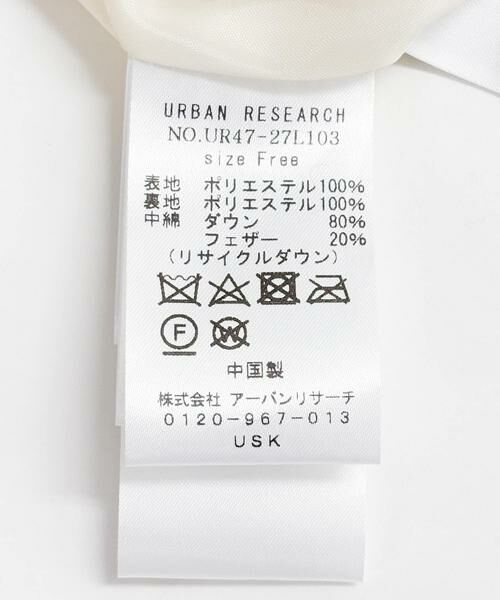 URBAN RESEARCH
NO.UR47-27L103
size Free
表地 ポリエステル100%
裏地 ポリエステル100%
中綿 ダウン 80%
フェザー 20%
(リサイクルダウン)
F W
中国製
株式会社 アーバンリサーチ
0120-967-013
USK